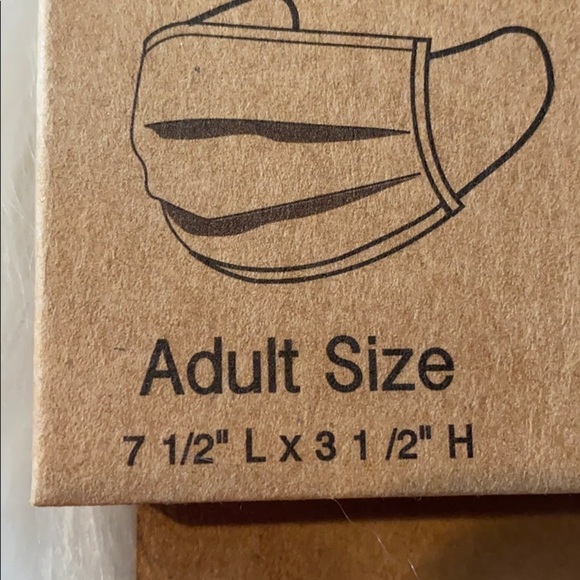 Adult Size
7 1/2" L x 3 1 /2" H